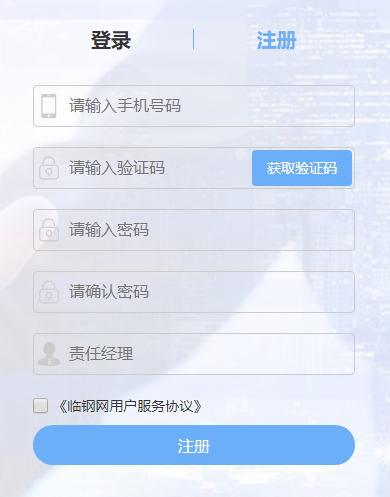 登录 | 注册
请输入手机号码
请输入验证码 获取验证码
请输入密码
请确认密码
责任经理
《临钢网用户服务协议》
注册